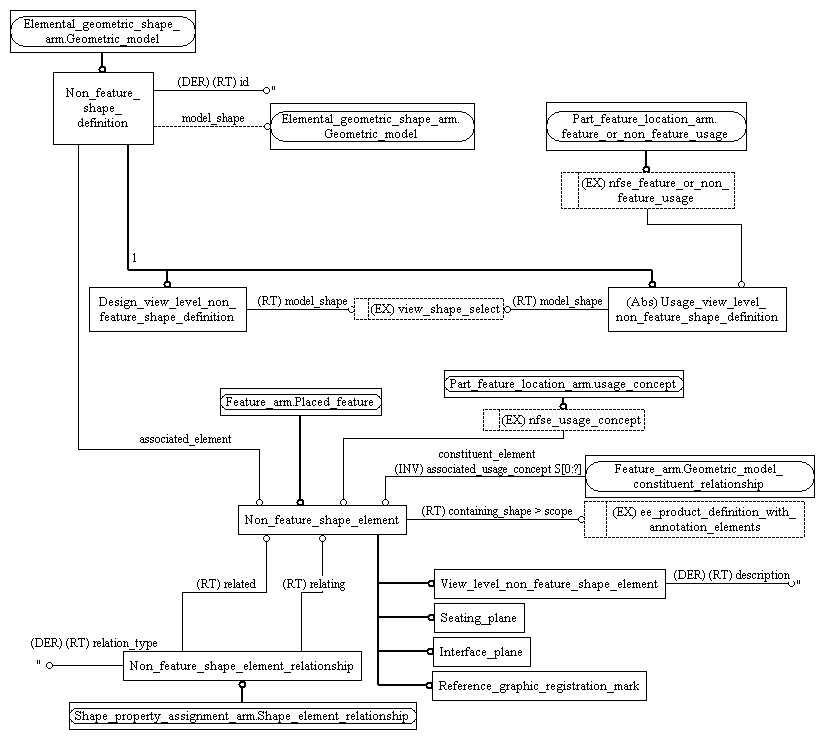 Elemental_geometric_shape_
arm.Geometric_model
Non_feature_
shape_
definition
(DER) (RT) id
"
model_shape
Elemental_geometric_shape_arm.
Geometric_model
Part_feature_location_arm.
feature_or_non_feature_usage
(EX) nfse_feature_or_non_
feature_usage
1
Design_view_level_non_
feature_shape_definition
(RT) model_shape
(EX) view_shape_select
(RT) model_shape
(Abs) Usage_view_level_
non_feature_shape_definition
Part_feature_location_arm.usage_concept
Feature_arm.Placed_feature
(EX) nfse_usage_concept
associated_element
constituent_element
(INV) associated_usage_concept S[0:?]
Feature_arm.Geometric_model_
constituent_relationship
Non_feature_shape_element
(RT) containing_shape > scope
(EX) ee_product_definition_with_
annotation_elements
(RT) related
(RT) relating
View_level_non_feature_shape_element
(DER) (RT) description
"
Seating_plane
(DER) (RT) relation_type
"
Interface_plane
Non_feature_shape_element_relationship
Reference_graphic_registration_mark
Shape_property_assignment_arm.Shape_element_relationship